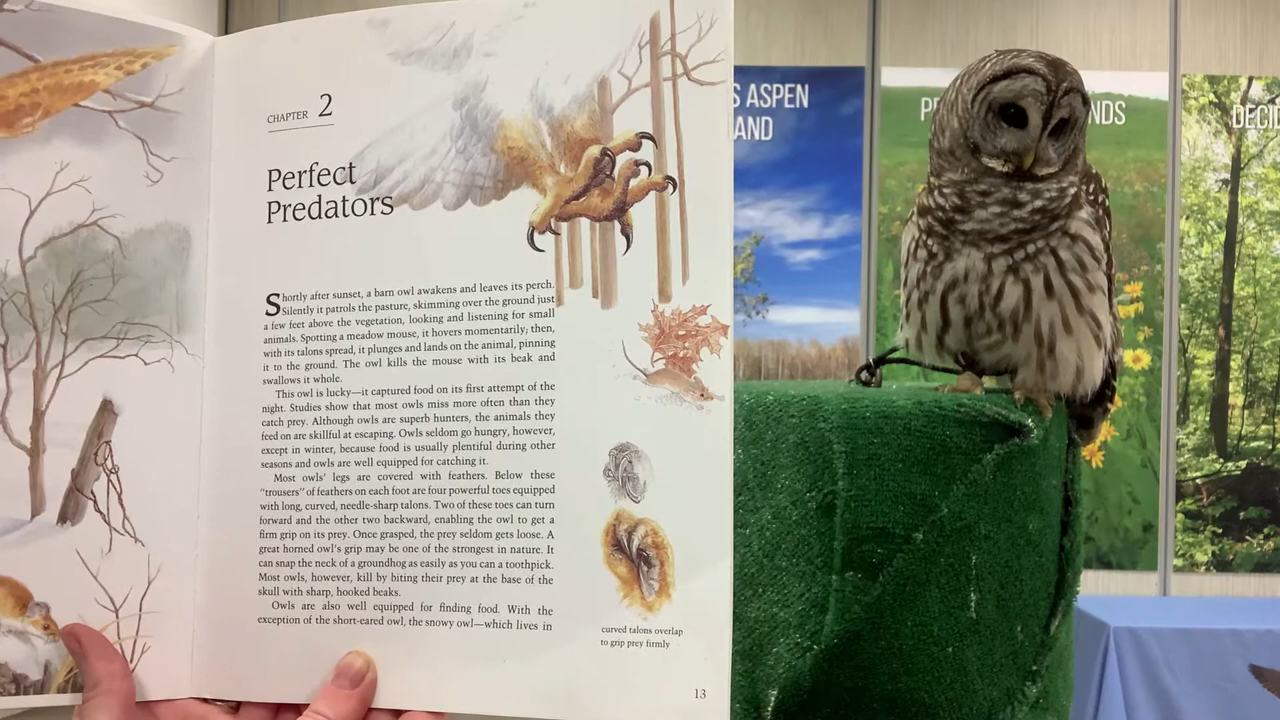 CHAPTER 2
Perfect
Predators
Shortly after sunset, a barn owl awakens and leaves its perch.
Silently it patrols the pasture, skimming over the ground just
a few feet above the vegetation, looking and listening for small
animals. Spotting a meadow mouse, it hovers momentarily; then,
with its talons spread, it plunges and lands on the animal, pinning
it to the ground. The owl kills the mouse with its beak and
swallows it whole.
This owl is lucky—it captured food on its first attempt of the
night. Studies show that most owls miss more often than they
catch prey. Although owls are superb hunters, the animals they
feed on are skillful at escaping. Owls seldom go hungry, however,
except in winter, because food is usually plentiful during other
seasons and owls are well equipped for catching it.
Most owls' legs are covered with feathers. Below these
"trousers" of feathers on each foot are four powerful toes equipped
with long, curved, needle-sharp talons. Two of these toes can turn
forward and the other two backward, enabling the owl to get a
firm grip on its prey. Once grasped, the prey seldom gets loose. A
great horned owl's grip may be one of the strongest in nature. It
can snap the neck of a groundhog as easily as you can a toothpick.
Most owls, however, kill by biting their prey at the base of the
skull with sharp, hooked beaks.
Owls are also well equipped for finding food. With the
exception of the short-eared owl, the snowy owl—which lives in
curved talons overlap
to grip prey firmly
13
S ASPEN
AND
P
NDS
DECI